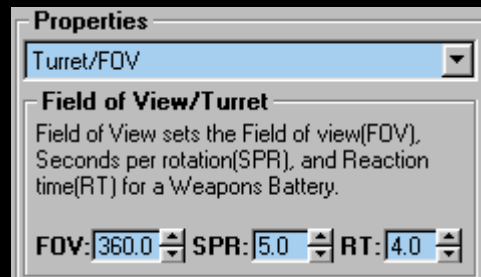 Properties
Turret/FOV
Field of View/Turret
Field of View sets the Field of view(FOV),
Seconds per rotation(SPR), and Reaction
time(RT) for a Weapons Battery.
FOV: 360.0 SPR: 5.0 RT: 4.0